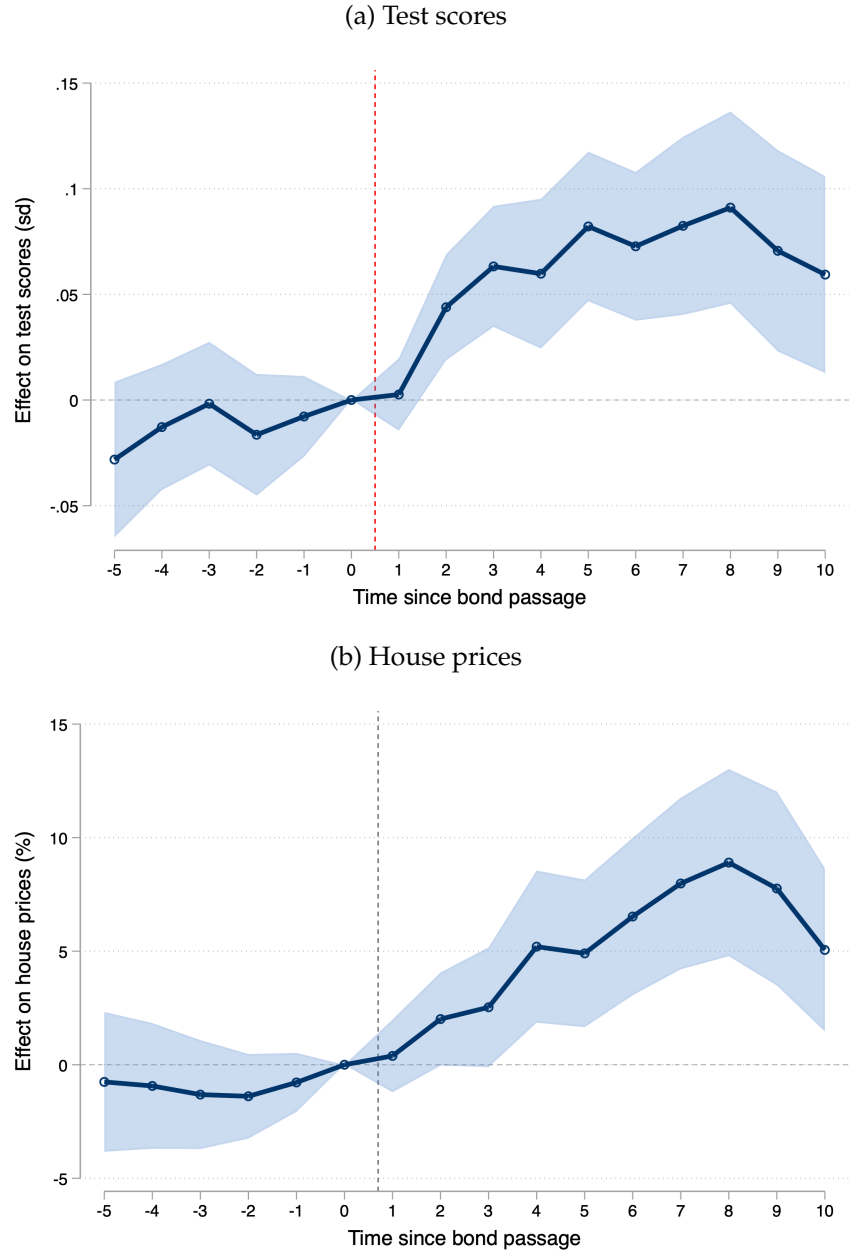 (a) Test scores
Effect on test scores (sd)
.15
.1
.05
0
-.05
-5 -4 -3 -2 -1 0 1 2 3 4 5 6 7 8 9 10
Time since bond passage
(b) House prices
Effect on house prices (%)
15
10
5
0
-5
-5 -4 -3 -2 -1 0 1 2 3 4 5 6 7 8 9 10
Time since bond passage